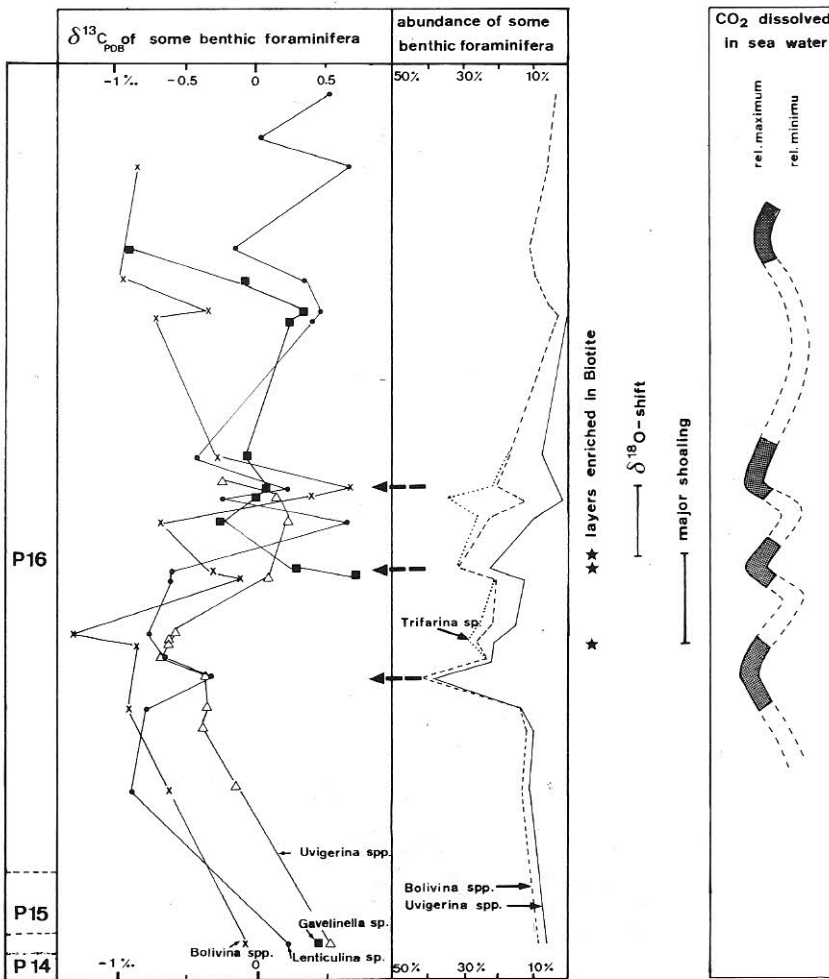 δ13C PDB of some benthic foraminifera
abundance of some
benthic foraminifera
CO2 dissolved
in sea water
-1‰ -0.5 0 0.5
50% 30% 10%
rel. maximum
rel. minimu
layers enriched in Biotite
δ18O-shift
major shoaling
P16
Trifarina sp.
Uvigerina spp.
Bolivina spp.
Uvigerina spp.
P15
Gavelinella sp.
Bolivina spp.
Lenticulina sp.
P14
-1‰ 0
50% 30% 10%